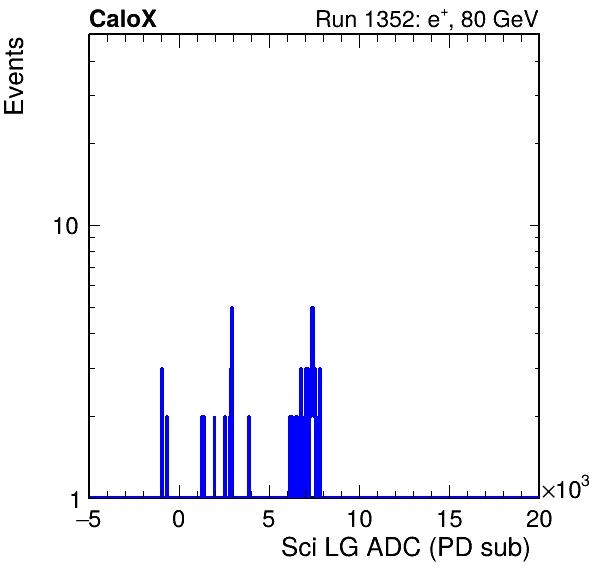 CaloX Run 1352: e⁺, 80 GeV
Events
10
1
−5 0 5 10 15 20
×10³
Sci LG ADC (PD sub)